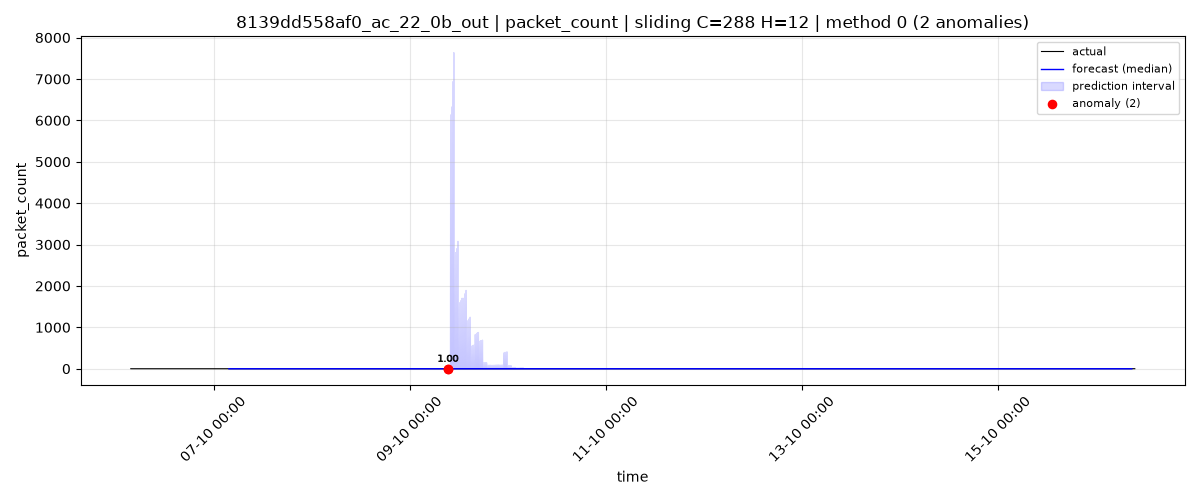 8139dd558af0_ac_22_0b_out | packet_count | sliding C=288 H=12 | method 0 (2 anomalies)
8000
7000
6000
5000
4000
3000
2000
1000
0
packet_count
actual
forecast (median)
prediction interval
anomaly (2)
1.00
07-10 00:00
09-10 00:00
11-10 00:00
13-10 00:00
15-10 00:00
time